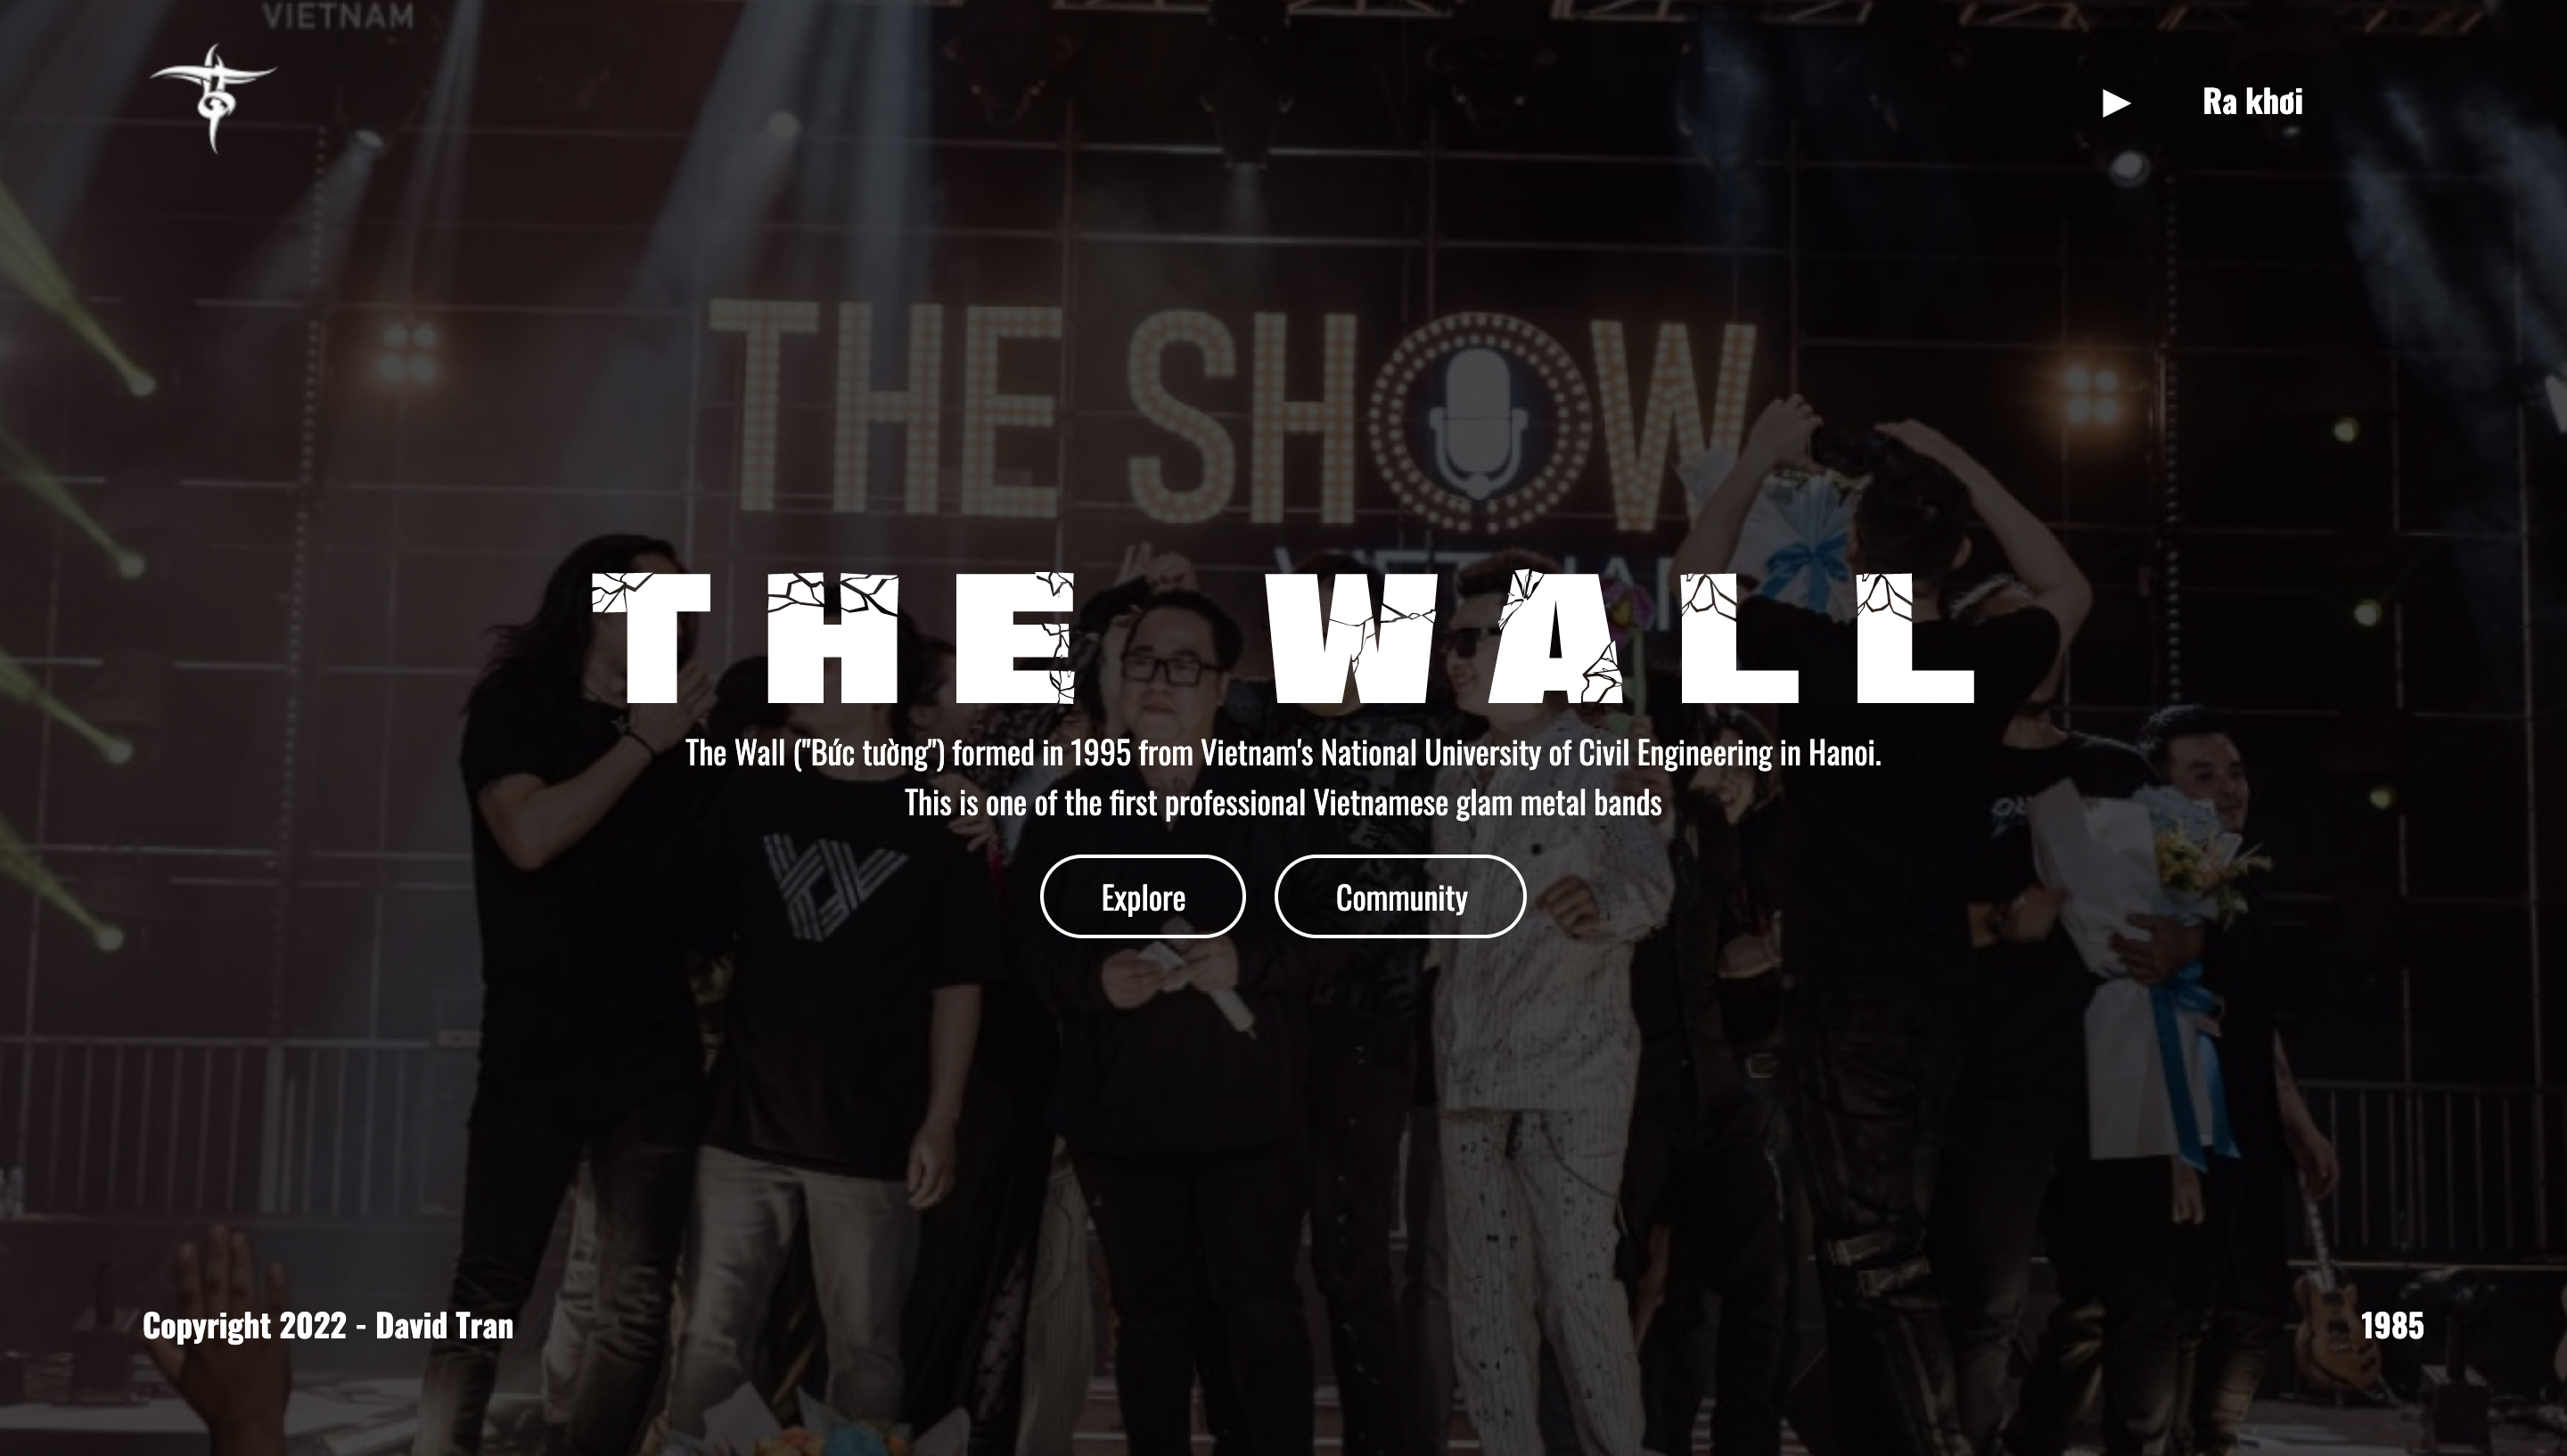 VIETNAM
Ra khơi
THE SHOW
THE WALL
The Wall ("Bức tường") formed in 1995 from Vietnam's National University of Civil Engineering in Hanoi.
This is one of the first professional Vietnamese glam metal bands
Explore
Community
Copyright 2022 - David Tran
1985